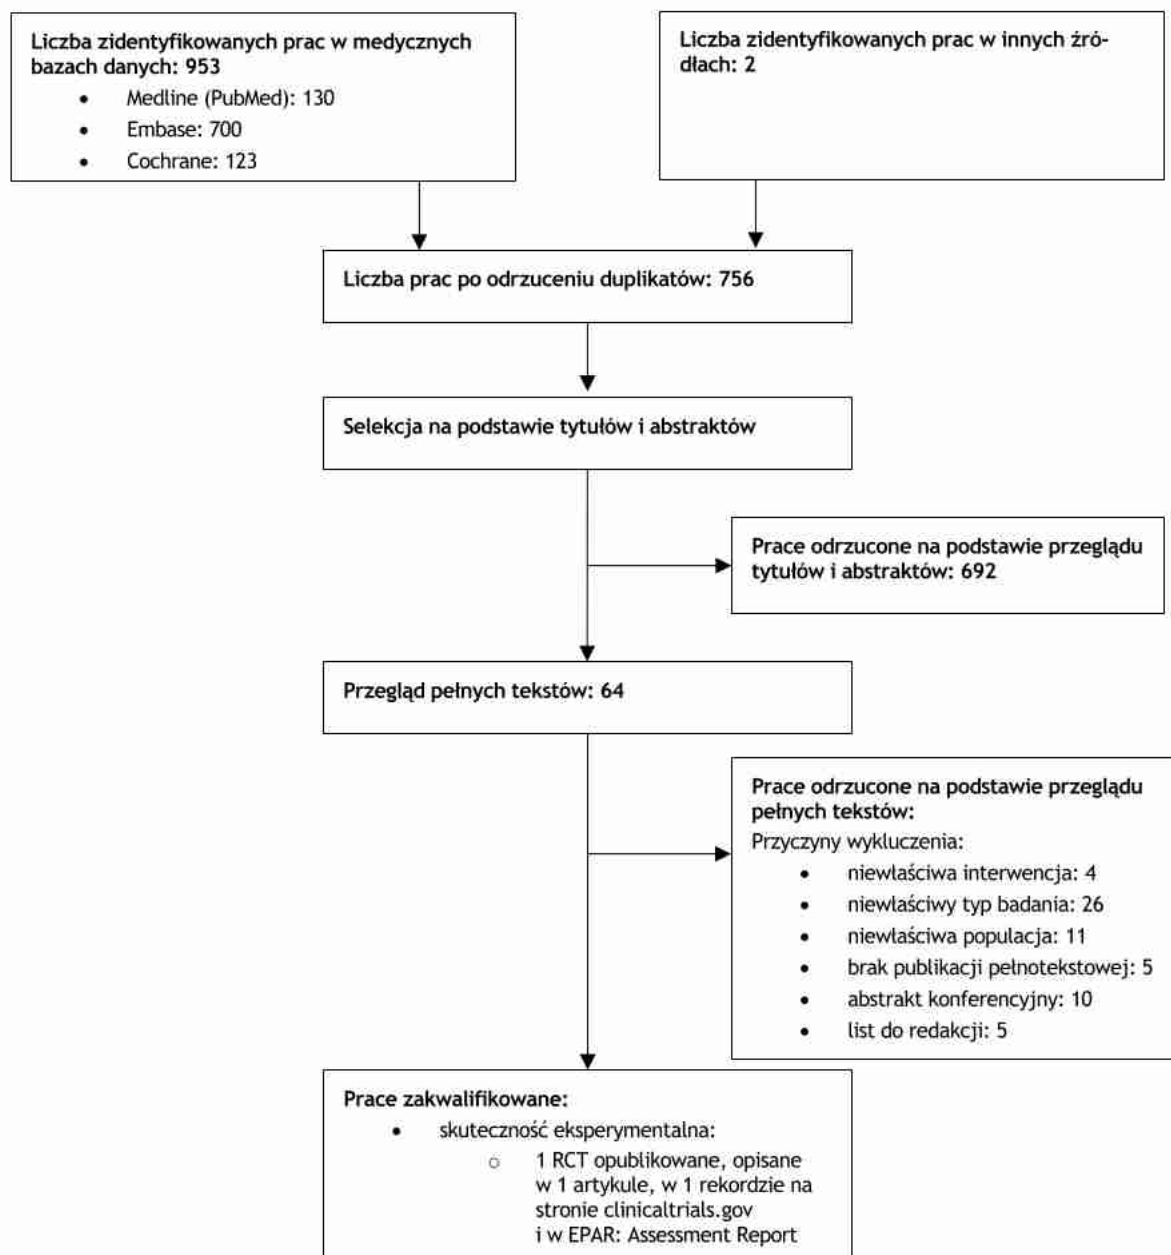 Liczba zidentyfikowanych prac w medycznych
bazach danych: 953
• Medline (PubMed): 130
• Embase: 700
• Cochrane: 123
Liczba zidentyfikowanych prac w innych źró-
dłach: 2
Liczba prac po odrzuceniu duplikatów: 756
Selekcja na podstawie tytułów i abstraktów
Prace odrzucone na podstawie przeglądu
tytułów i abstraktów: 692
Przegląd pełnych tekstów: 64
Prace odrzucone na podstawie przeglądu
pełnych tekstów:
Przyczyny wykluczenia:
• niewłaściwa interwencja: 4
• niewłaściwy typ badania: 26
• niewłaściwa populacja: 11
• brak publikacji pełnotekstowej: 5
• abstrakt konferencyjny: 10
• list do redakcji: 5
Prace zakwalifikowane:
• skuteczność eksperymentalna:
○ 1 RCT opublikowane, opisane
w 1 artykule, w 1 rekordzie na
stronie clinicaltrials.gov
i w EPAR: Assessment Report